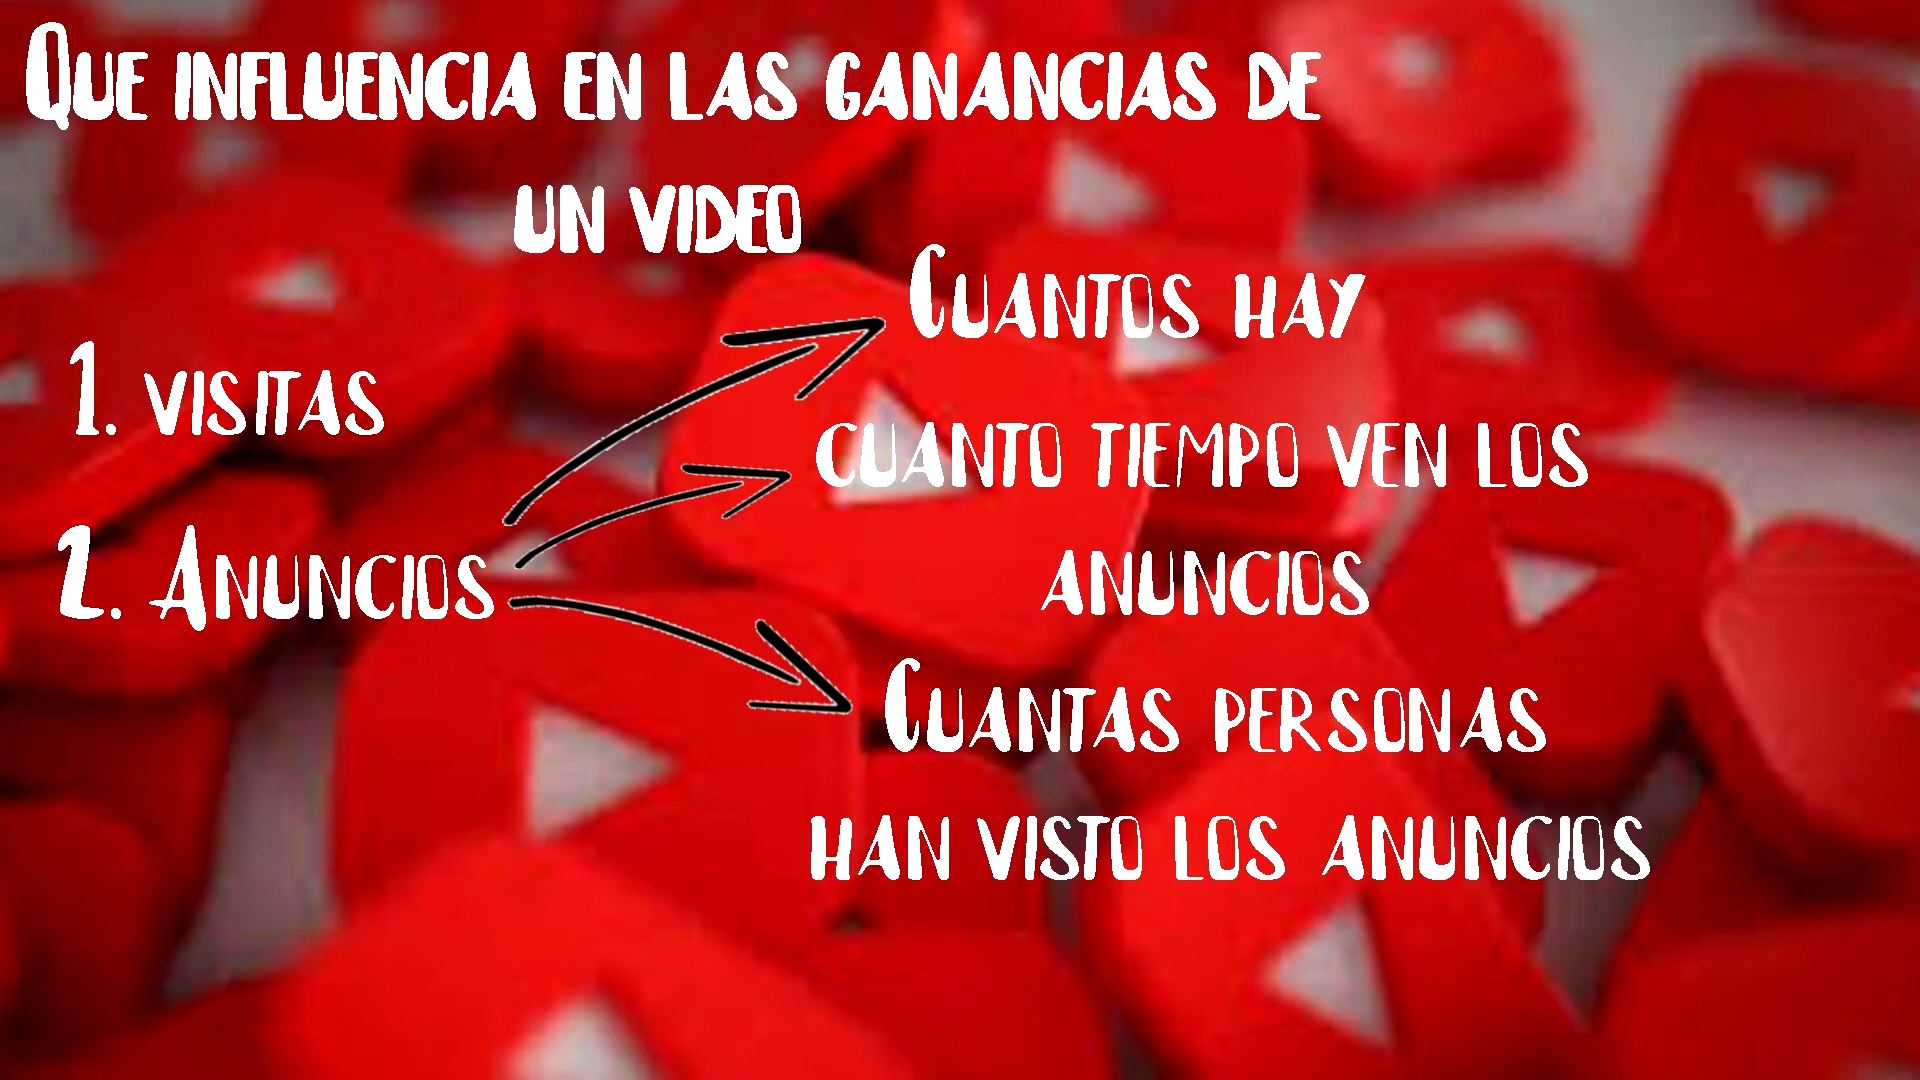 Que influencia en las ganancias de
un video
1. visitas
2. Anuncios
Cuantos hay
cuanto tiempo ven los
anuncios
Cuantas personas
han visto los anuncios